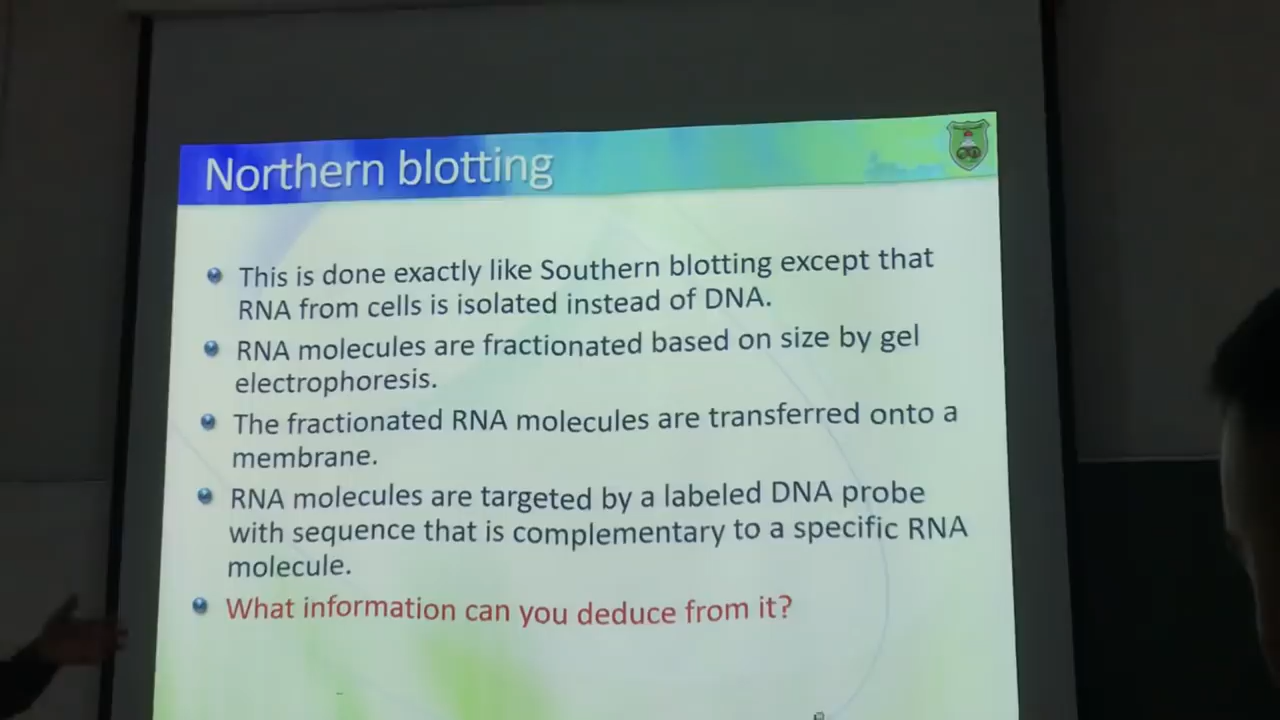 Northern blotting
This is done exactly like Southern blotting except that
RNA from cells is isolated instead of DNA.
RNA molecules are fractionated based on size by gel
electrophoresis.
The fractionated RNA molecules are transferred onto a
membrane.
RNA molecules are targeted by a labeled DNA probe
with sequence that is complementary to a specific RNA
molecule.
What information can you deduce from it?